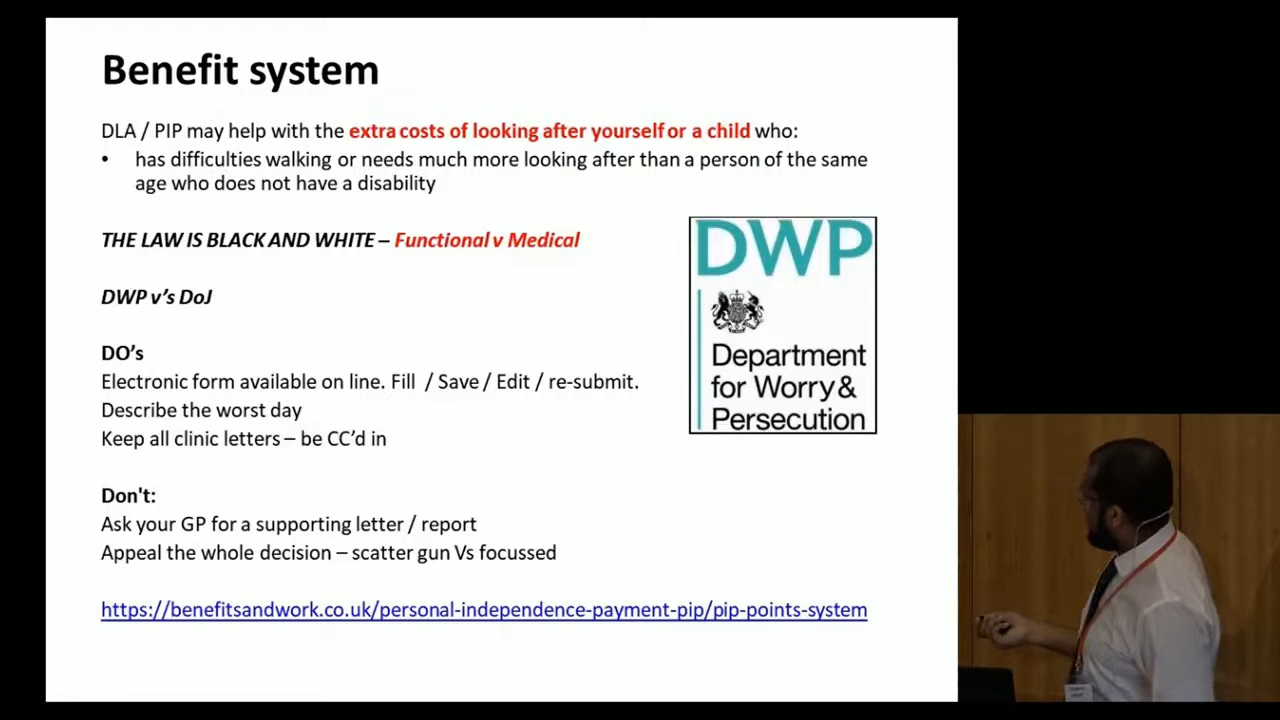 Benefit system
DLA / PIP may help with the extra costs of looking after yourself or a child who:
• has difficulties walking or needs much more looking after than a person of the same
age who does not have a disability
THE LAW IS BLACK AND WHITE – Functional v Medical
DWP v’s DoJ
DO’s
Electronic form available on line. Fill / Save / Edit / re-submit.
Describe the worst day
Keep all clinic letters – be CC’d in
Don't:
Ask your GP for a supporting letter / report
Appeal the whole decision – scatter gun Vs focussed
https://benefitsandwork.co.uk/personal-independence-payment-pip/pip-points-system
DWP
Department
for Worry &
Persecution